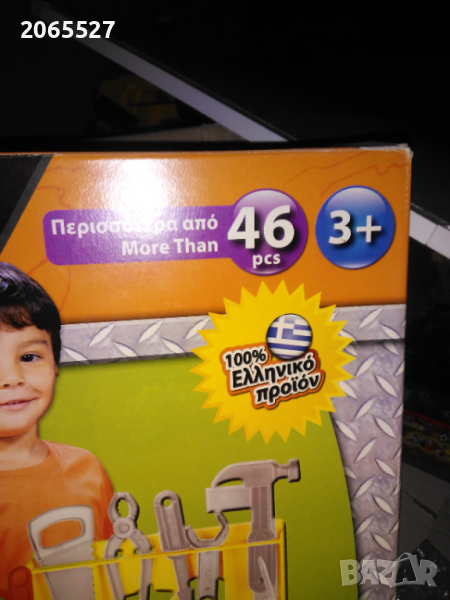 2065527
Περισσότερα από
More Than
46
pcs
3+
100%
Ελληνικό
προϊόν
BAZAR